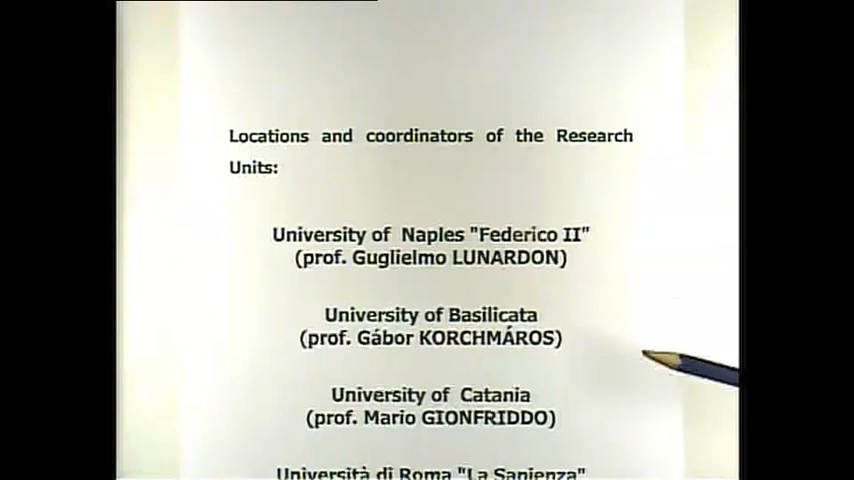 Locations and coordinators of the Research
Units:
University of Naples "Federico II"
(prof. Guglielmo LUNARDON)
University of Basilicata
(prof. Gábor KORCHMÁROS)
University of Catania
(prof. Mario GIONFRIDDO)
Università di Roma "La Sapienza"